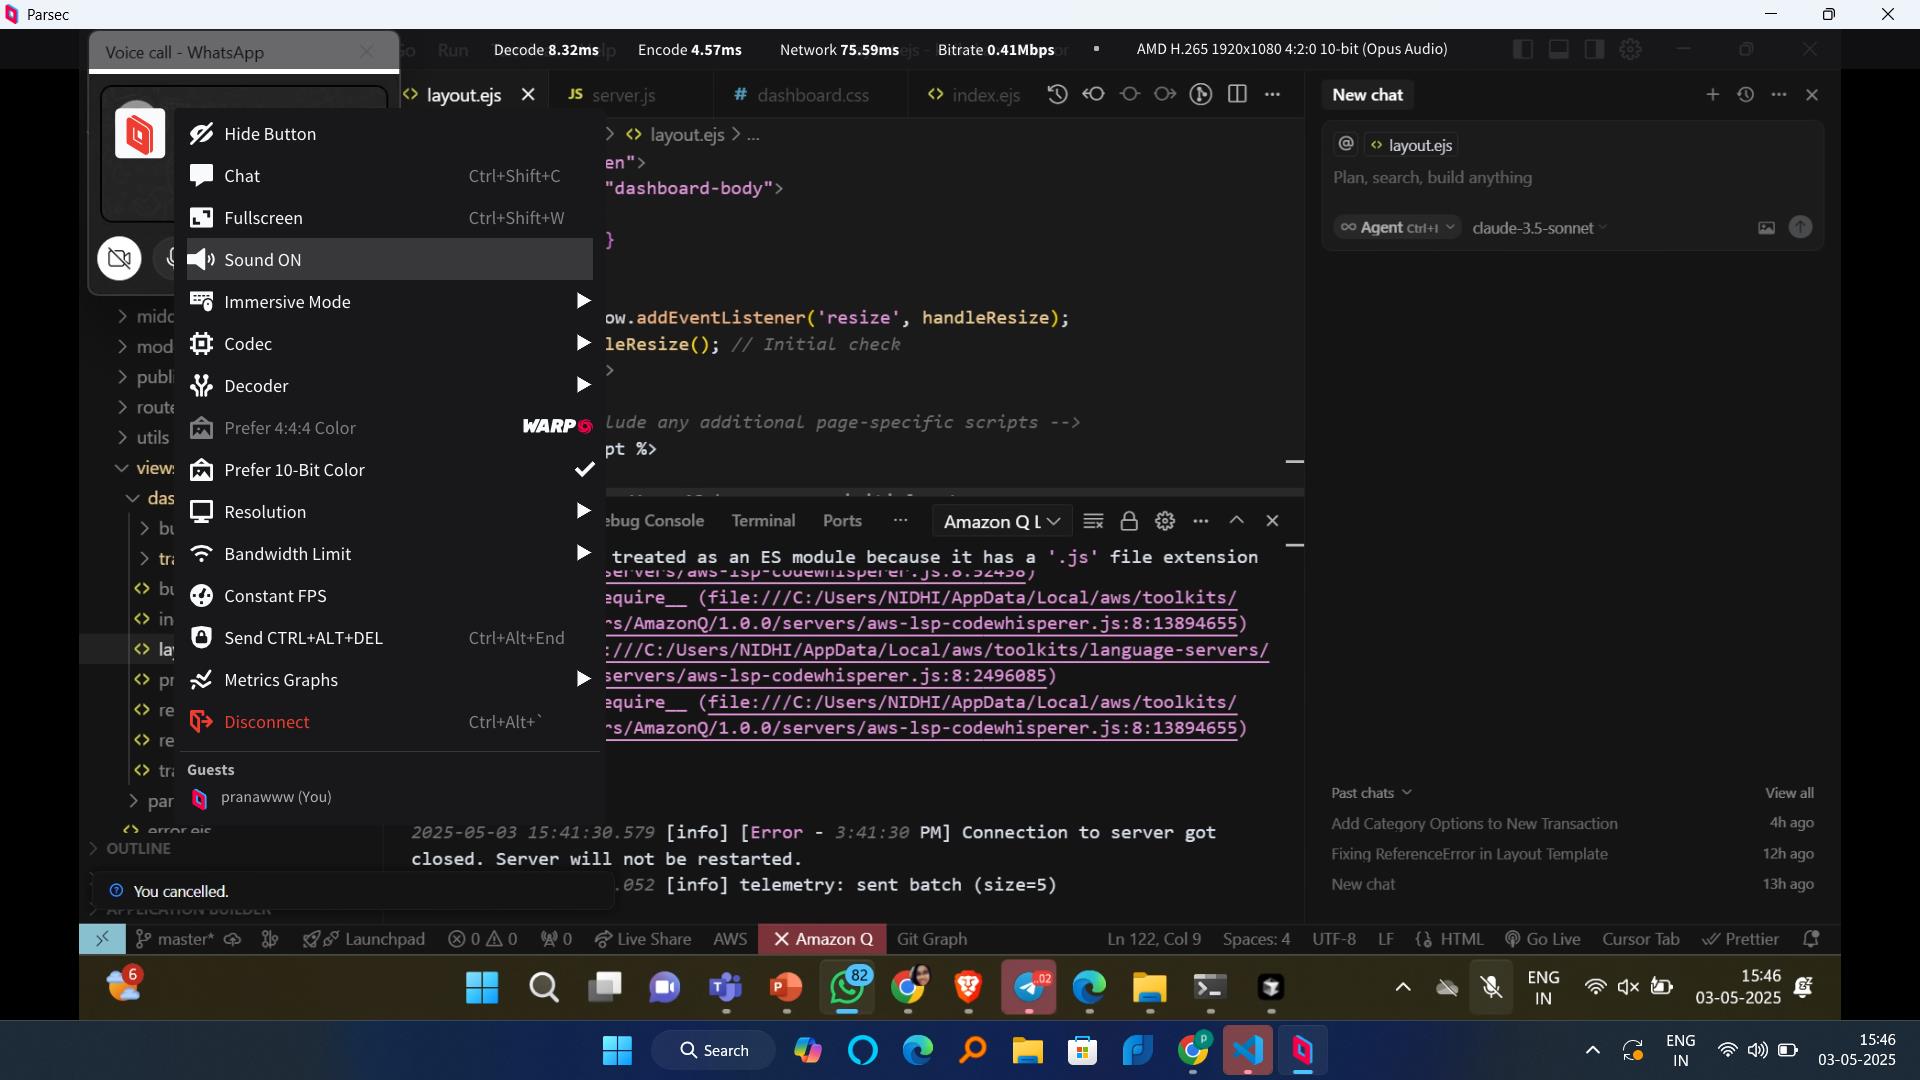 Parsec
Voice call - WhatsApp
Run
Decode 8.32ms Encode 4.57ms Network 75.59ms Bitrate 0.41Mbps AMD H.265 1920x1080 4:2:0 10-bit (Opus Audio)
layout.ejs
JS server.js
# dashboard.css
index.ejs
New chat
Hide Button
Chat Ctrl+Shift+C
Fullscreen Ctrl+Shift+W
Sound ON
Immersive Mode
Codec
Decoder
Prefer 4:4:4 Color WARP
Prefer 10-Bit Color
Resolution
Bandwidth Limit
Constant FPS
Send CTRL+ALT+DEL Ctrl+Alt+End
Metrics Graphs
Disconnect Ctrl+Alt+`
Guests
pranawww (You)
> layout.ejs > ...
en">
"dashboard-body">
}
ow.addEventListener('resize', handleResize);
leResize(); // Initial check
>
lude any additional page-specific scripts -->
pt %>
@ layout.ejs
Plan, search, build anything
∞ Agent Ctrl+I
claude-3.5-sonnet
midd
mod
publi
route
utils
views
das
bu
tra
bu
in
lay
pr
re
re
tra
par
error.ejs
OUTLINE
APPLICATION BUILDER
You cancelled.
ebug Console Terminal Ports ... Amazon Q L
treated as an ES module because it has a '.js' file extension
servers/aws-lsp-codewhisperer.js:8:52438)
equire__ (file:///C:/Users/NIDHI/AppData/Local/aws/toolkits/
rs/AmazonQ/1.0.0/servers/aws-lsp-codewhisperer.js:8:13894655)
:///C:/Users/NIDHI/AppData/Local/aws/toolkits/language-servers/
servers/aws-lsp-codewhisperer.js:8:2496085)
equire__ (file:///C:/Users/NIDHI/AppData/Local/aws/toolkits/
rs/AmazonQ/1.0.0/servers/aws-lsp-codewhisperer.js:8:13894655)
2025-05-03 15:41:30.579 [info] [Error - 3:41:30 PM] Connection to server got
closed. Server will not be restarted.
.052 [info] telemetry: sent batch (size=5)
Past chats View all
Add Category Options to New Transaction 4h ago
Fixing ReferenceError in Layout Template 12h ago
New chat 13h ago
master* Launchpad 0 0 0 Live Share AWS Amazon Q Git Graph Ln 122, Col 9 Spaces: 4 UTF-8 LF HTML Go Live Cursor Tab Prettier
6
82
..02
ENG
IN
15:46
03-05-2025
Search
P
ENG
IN
15:46
03-05-2025